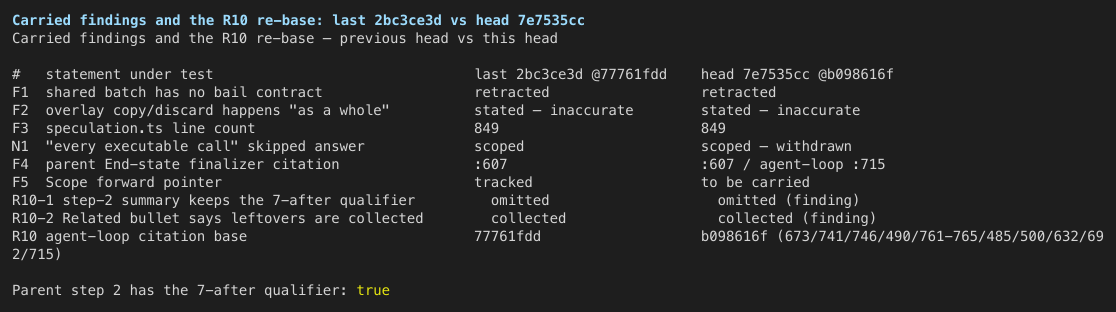 Carried findings and the R10 re-base: last 2bc3ce3d vs head 7e7535cc
Carried findings and the R10 re-base — previous head vs this head
# statement under test last 2bc3ce3d @77761fdd head 7e7535cc @b098616f
F1 shared batch has no bail contract retracted retracted
F2 overlay copy/discard happens "as a whole" stated — inaccurate stated — inaccurate
F3 speculation.ts line count 849 849
N1 "every executable call" skipped answer scoped scoped — withdrawn
F4 parent End-state finalizer citation :607 :607 / agent-loop :715
F5 Scope forward pointer tracked to be carried
R10-1 step-2 summary keeps the 7-after qualifier omitted omitted (finding)
R10-2 Related bullet says leftovers are collected collected collected (finding)
R10 agent-loop citation base 77761fdd b098616f (673/741/746/490/761-765/485/500/632/69
2/715)
Parent step 2 has the 7-after qualifier: true